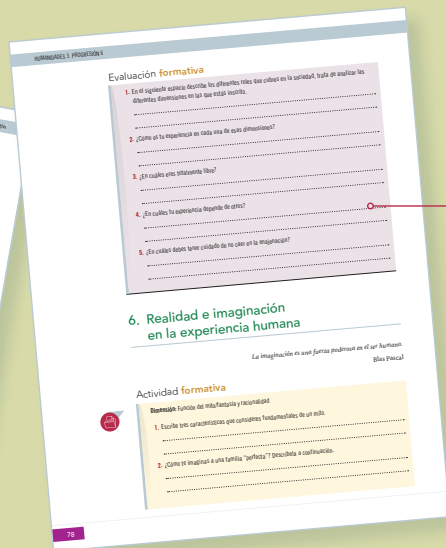 HUMANIDADES 3. PROGRESIÓN 6
Evaluación formativa
1. En el siguiente espacio describe los diferentes roles que cubres en la sociedad, trata de analizar las
diferentes dimensiones en las que estás inscrito.
2. ¿Cómo es tu experiencia en cada una de esas dimensiones?
3. ¿En cuáles eres totalmente libre?
4. ¿En cuáles tu experiencia depende de otros?
5. ¿En cuáles debes tener cuidado de no caer en la enajenación?
6. Realidad e imaginación
en la experiencia humana
La imaginación es una fuerza poderosa en el ser humano.
Blas Pascal
Actividad formativa
Dimensión: Función del mito/fantasía y racionalidad
1. Escribe tres características que consideres fundamentales de un mito.
2. ¿Cómo te imaginas a una familia "perfecta"? Descríbela a continuación.
78